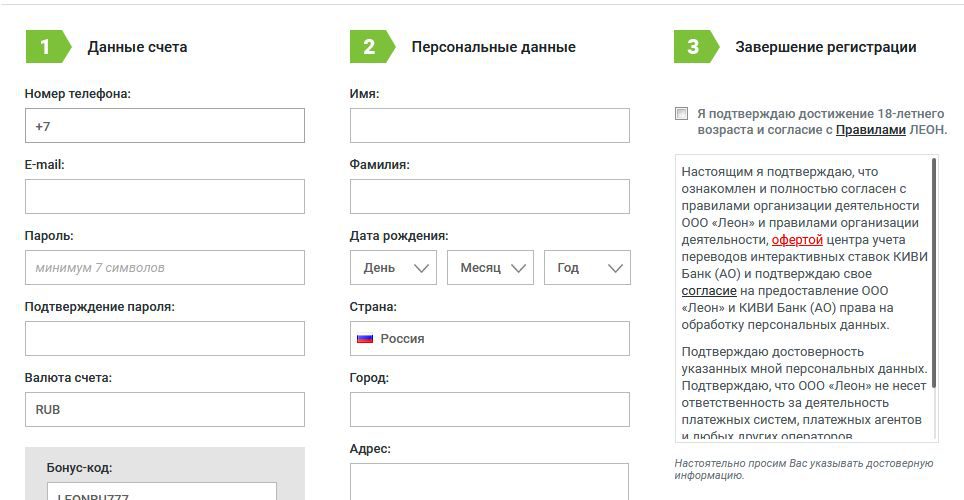 1 Данные счета
Номер телефона:
+7
E-mail:
Пароль:
минимум 7 символов
Подтверждение пароля:
Валюта счета:
RUB
Бонус-код:
LEONRU777
2 Персональные данные
Имя:
Фамилия:
Дата рождения:
День Месяц Год
Страна:
Россия
Город:
Адрес:
3 Завершение регистрации
Я подтверждаю достижение 18-летнего
возраста и согласие с Правилами ЛЕОН.
Настоящим я подтверждаю, что
ознакомлен и полностью согласен с
правилами организации деятельности
ООО «Леон» и правилами организации
деятельности, офертой центра учета
переводов интерактивных ставок КИВИ
Банк (АО) и подтверждаю свое
согласие на предоставление ООО
«Леон» и КИВИ Банк (АО) права на
обработку персональных данных.
Подтверждаю достоверность
указанных мной персональных данных.
Подтверждаю, что ООО «Леон» не несет
ответственность за деятельность
платежных систем, платежных агентов
и любых других операторов
Настоятельно просим Вас указывать достоверную
информацию.